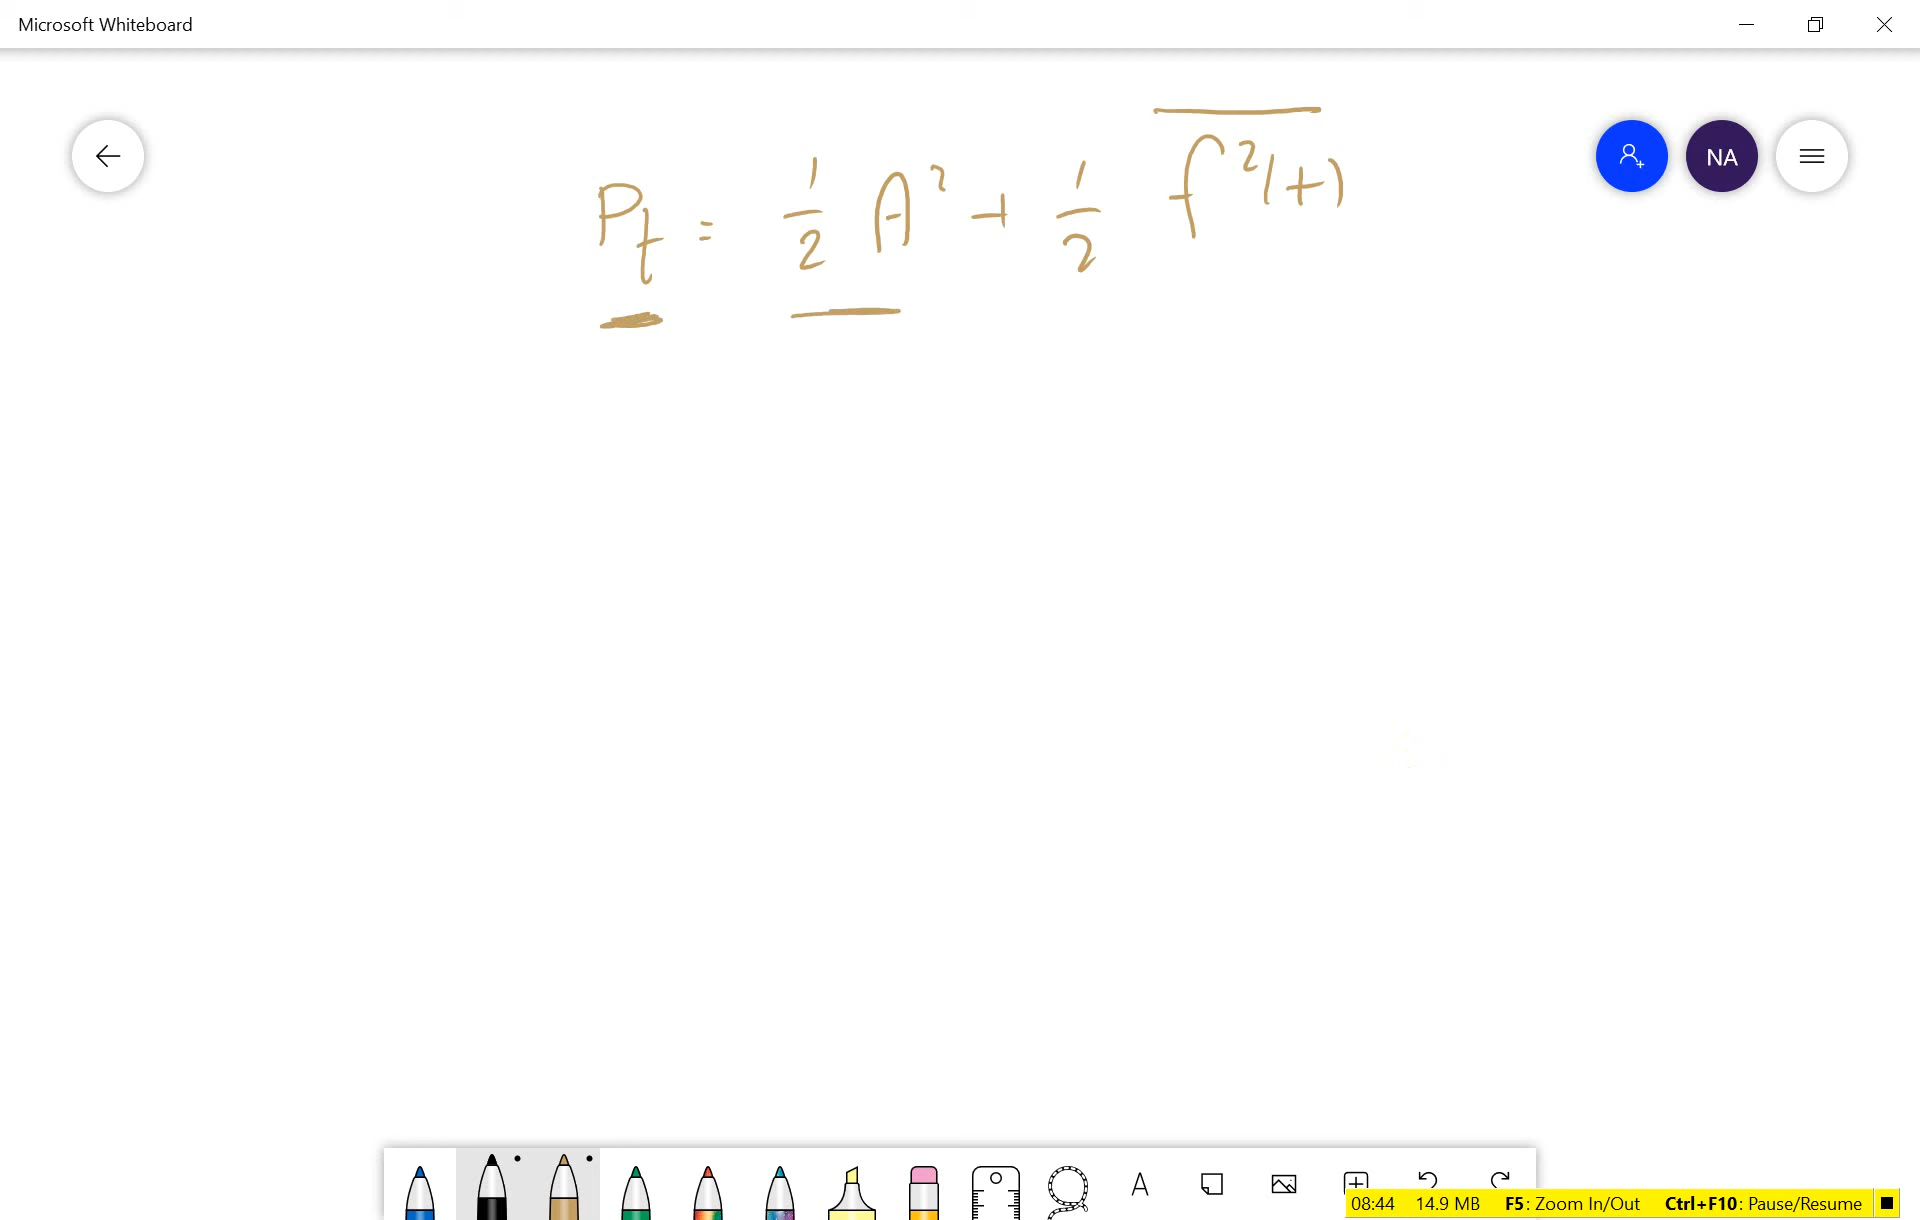 Microsoft Whiteboard
NA
P_t = 1/2 A² + 1/2 f²(t)
A
08:44 14.9 MB F5: Zoom In/Out Ctrl+F10: Pause/Resume